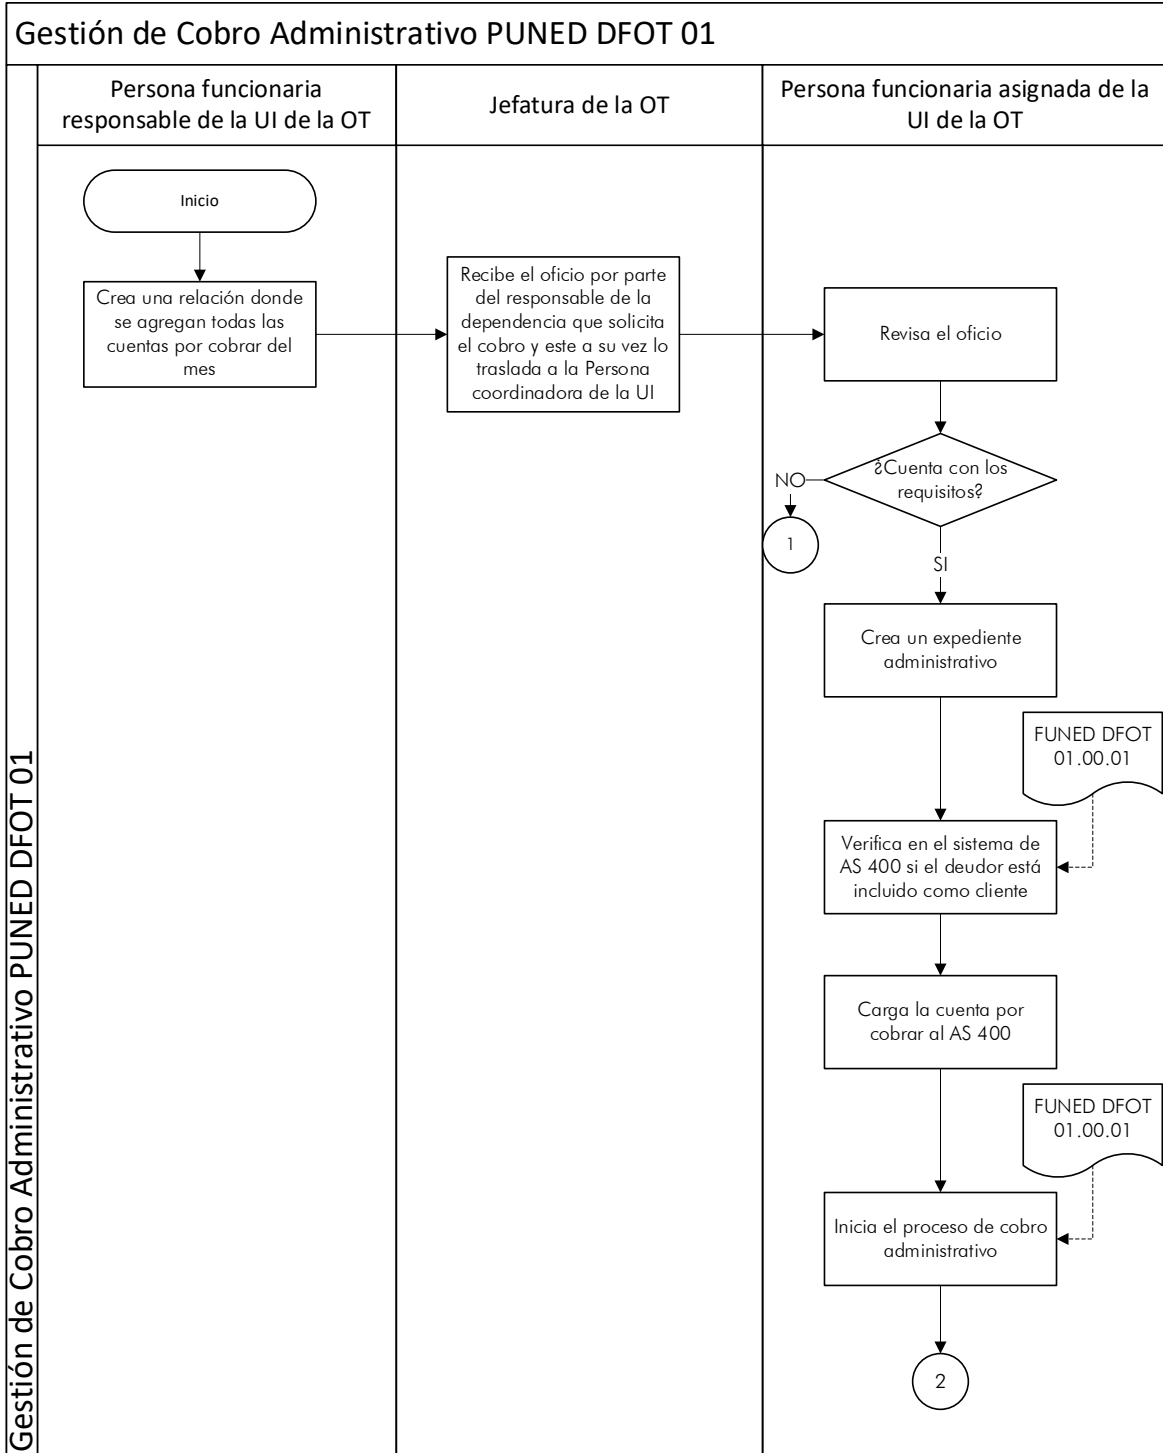 Gestión de Cobro Administrativo PUNED DFOT 01
Gestión de Cobro Administrativo PUNED DFOT 01
Persona funcionaria
responsable de la UI de la OT
Jefatura de la OT
Persona funcionaria asignada de la
UI de la OT
Inicio
Crea una relación donde
se agregan todas las
cuentas por cobrar del
mes
Recibe el oficio por parte
del responsable de la
dependencia que solicita
el cobro y este a su vez lo
traslada a la Persona
coordinadora de la UI
Revisa el oficio
¿Cuenta con los
requisitos?
NO
1
SI
Crea un expediente
administrativo
FUNED DFOT
01.00.01
Verifica en el sistema de
AS 400 si el deudor está
incluido como cliente
Carga la cuenta por
cobrar al AS 400
FUNED DFOT
01.00.01
Inicia el proceso de cobro
administrativo
2